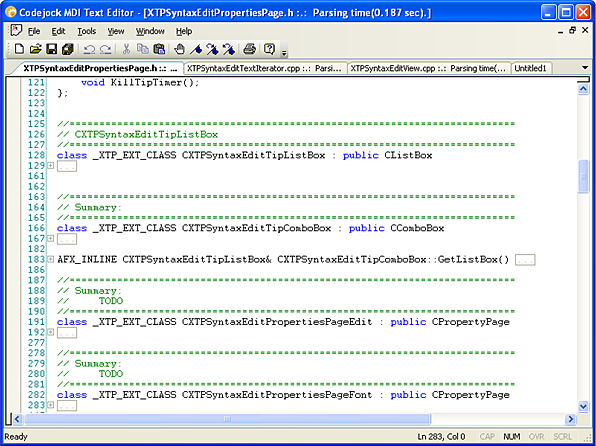 Codejock MDI Text Editor - [XTPSyntaxEditPropertiesPage.h :.: Parsing time(0.187 sec).]
File Edit Tools Window Help
XTPSyntaxEditPropertiesPage.h :.: ... XTPSyntaxEditTextIterator.cpp :.: Parsi... XTPSyntaxEditView.cpp :.: Parsing time(... Untitled1
121 void KillTipTimer();
122 };
123
124
125 //=========================================================================
126 // CXTPSyntaxEditTipListBox
127 //=========================================================================
128 class _XTP_EXT_CLASS CXTPSyntaxEditTipListBox : public CListBox
129 ...
161
162
163 //=========================================================================
164 // Summary:
165 //=========================================================================
166 class _XTP_EXT_CLASS CXTPSyntaxEditTipComboBox : public CComboBox
167 ...
182
183 AFX_INLINE CXTPSyntaxEditTipListBox& CXTPSyntaxEditTipComboBox::GetListBox() ...
186
187 //=========================================================================
188 // Summary:
189 // TODO
190 //=========================================================================
191 class _XTP_EXT_CLASS CXTPSyntaxEditPropertiesPageEdit : public CPropertyPage
192 ...
277
278 //=========================================================================
279 // Summary:
280 // TODO
281 //=========================================================================
282 class _XTP_EXT_CLASS CXTPSyntaxEditPropertiesPageFont : public CPropertyPage
283 ...
Ready Ln 283, Col 0 CAP NUM OVR SCRL